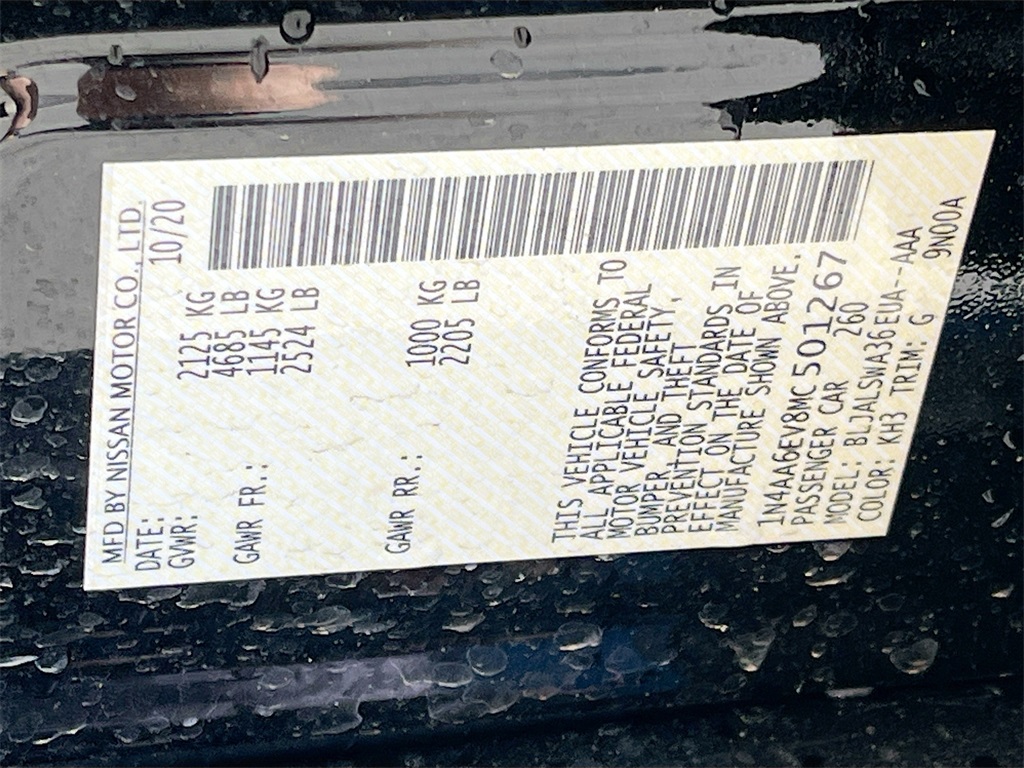 MFD BY NISSAN MOTOR CO., LTD.
DATE: 10/20
GVWR: 2125 KG
4685 LB
GAWR FR.: 1145 KG
2524 LB
GAWR RR.: 1000 KG
2205 LB
THIS VEHICLE CONFORMS TO
ALL APPLICABLE FEDERAL
MOTOR VEHICLE SAFETY,
BUMPER, AND THEFT
PREVENTION STANDARDS IN
EFFECT ON THE DATE OF
MANUFACTURE SHOWN ABOVE.
1N4AA6EV8MC501267
PASSENGER CAR 260
MODEL: BLJALSWA36EUA--AAA
COLOR: KH3 TRIM: G 9N00A